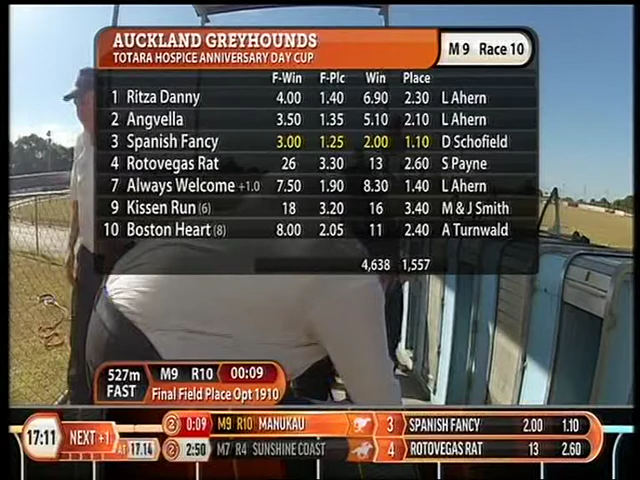 AUCKLAND GREYHOUNDS
TOTARA HOSPICE ANNIVERSARY DAY CUP
M 9 Race 10
F-Win F-Plc Win Place
1 Ritza Danny 4.00 1.40 6.90 2.30 L Ahern
2 Angvella 3.50 1.35 5.10 2.10 L Ahern
3 Spanish Fancy 3.00 1.25 2.00 1.10 D Schofield
4 Rotovegas Rat 26 3.30 13 2.60 S Payne
7 Always Welcome +1.0 7.50 1.90 8.30 1.40 L Ahern
9 Kissen Run (6) 18 3.20 16 3.40 M & J Smith
10 Boston Heart (8) 8.00 2.05 11 2.40 A Turnwald
4,638 1,557
527m FAST
M9 R10 00:09
Final Field Place Opt 1910
17:11 NEXT +1 AT 17.14
2 0:09 M9 R10 MANUKAU 3 SPANISH FANCY 2.00 1.10
2 2:50 M7 R4 SUNSHINE COAST 4 ROTOVEGAS RAT 13 2.60